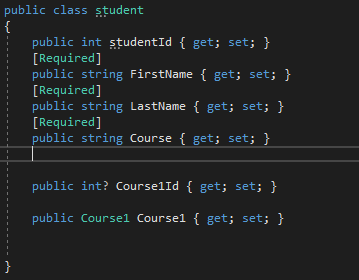 public class student
{
public int studentId { get; set; }
[Required]
public string FirstName { get; set; }
[Required]
public string LastName { get; set; }
[Required]
public string Course { get; set; }
public int? Course1Id { get; set; }
public Course1 Course1 { get; set; }
}